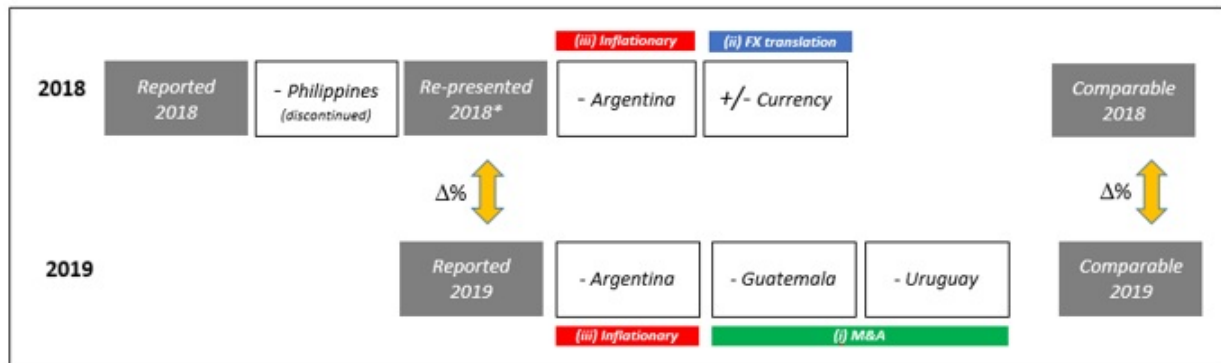 (iii) Inflationary
(ii) FX translation
2018
Reported
2018
- Philippines
(discontinued)
Re-presented
2018*
- Argentina
+/- Currency
Comparable
2018
Δ%
Δ%
2019
Reported
2019
- Argentina
- Guatemala
- Uruguay
Comparable
2019
(iii) Inflationary
(i) M&A